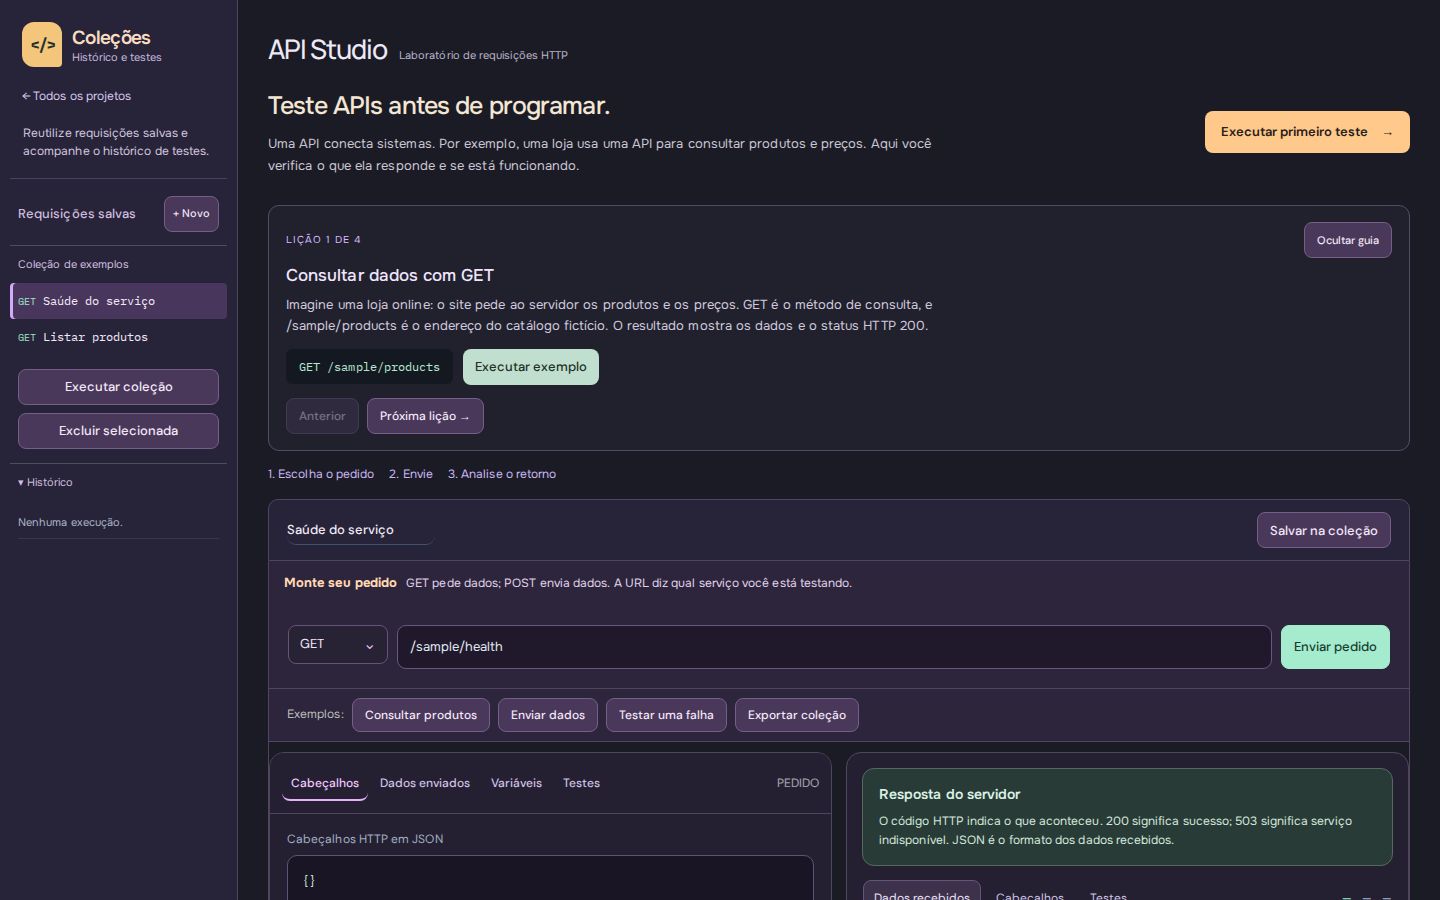 </>
Coleções
Histórico e testes
← Todos os projetos
Reutilize requisições salvas e
acompanhe o histórico de testes.
Requisições salvas
+ Novo
Coleção de exemplos
GET Saúde do serviço
GET Listar produtos
Executar coleção
Excluir selecionada
▾ Histórico
Nenhuma execução.
API Studio Laboratório de requisições HTTP
Teste APIs antes de programar.
Uma API conecta sistemas. Por exemplo, uma loja usa uma API para consultar produtos e preços. Aqui você
verifica o que ela responde e se está funcionando.
Executar primeiro teste →
LIÇÃO 1 DE 4
Ocultar guia
Consultar dados com GET
Imagine uma loja online: o site pede ao servidor os produtos e os preços. GET é o método de consulta, e
/sample/products é o endereço do catálogo fictício. O resultado mostra os dados e o status HTTP 200.
GET /sample/products
Executar exemplo
Anterior
Próxima lição →
1. Escolha o pedido 2. Envie 3. Analise o retorno
Saúde do serviço
Salvar na coleção
Monte seu pedido GET pede dados; POST envia dados. A URL diz qual serviço você está testando.
GET
/sample/health
Enviar pedido
Exemplos: Consultar produtos Enviar dados Testar uma falha Exportar coleção
Cabeçalhos Dados enviados Variáveis Testes PEDIDO
Cabeçalhos HTTP em JSON
{}
Resposta do servidor
O código HTTP indica o que aconteceu. 200 significa sucesso; 503 significa serviço
indisponível. JSON é o formato dos dados recebidos.
Dados recebidos Cabeçalhos Testes